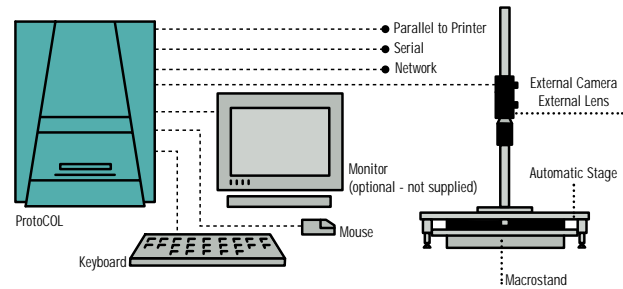 Parallel to Printer
Serial
Network
External Camera
External Lens
Monitor
(optional - not supplied)
Automatic Stage
ProtoCOL
Mouse
Keyboard
Macrostand